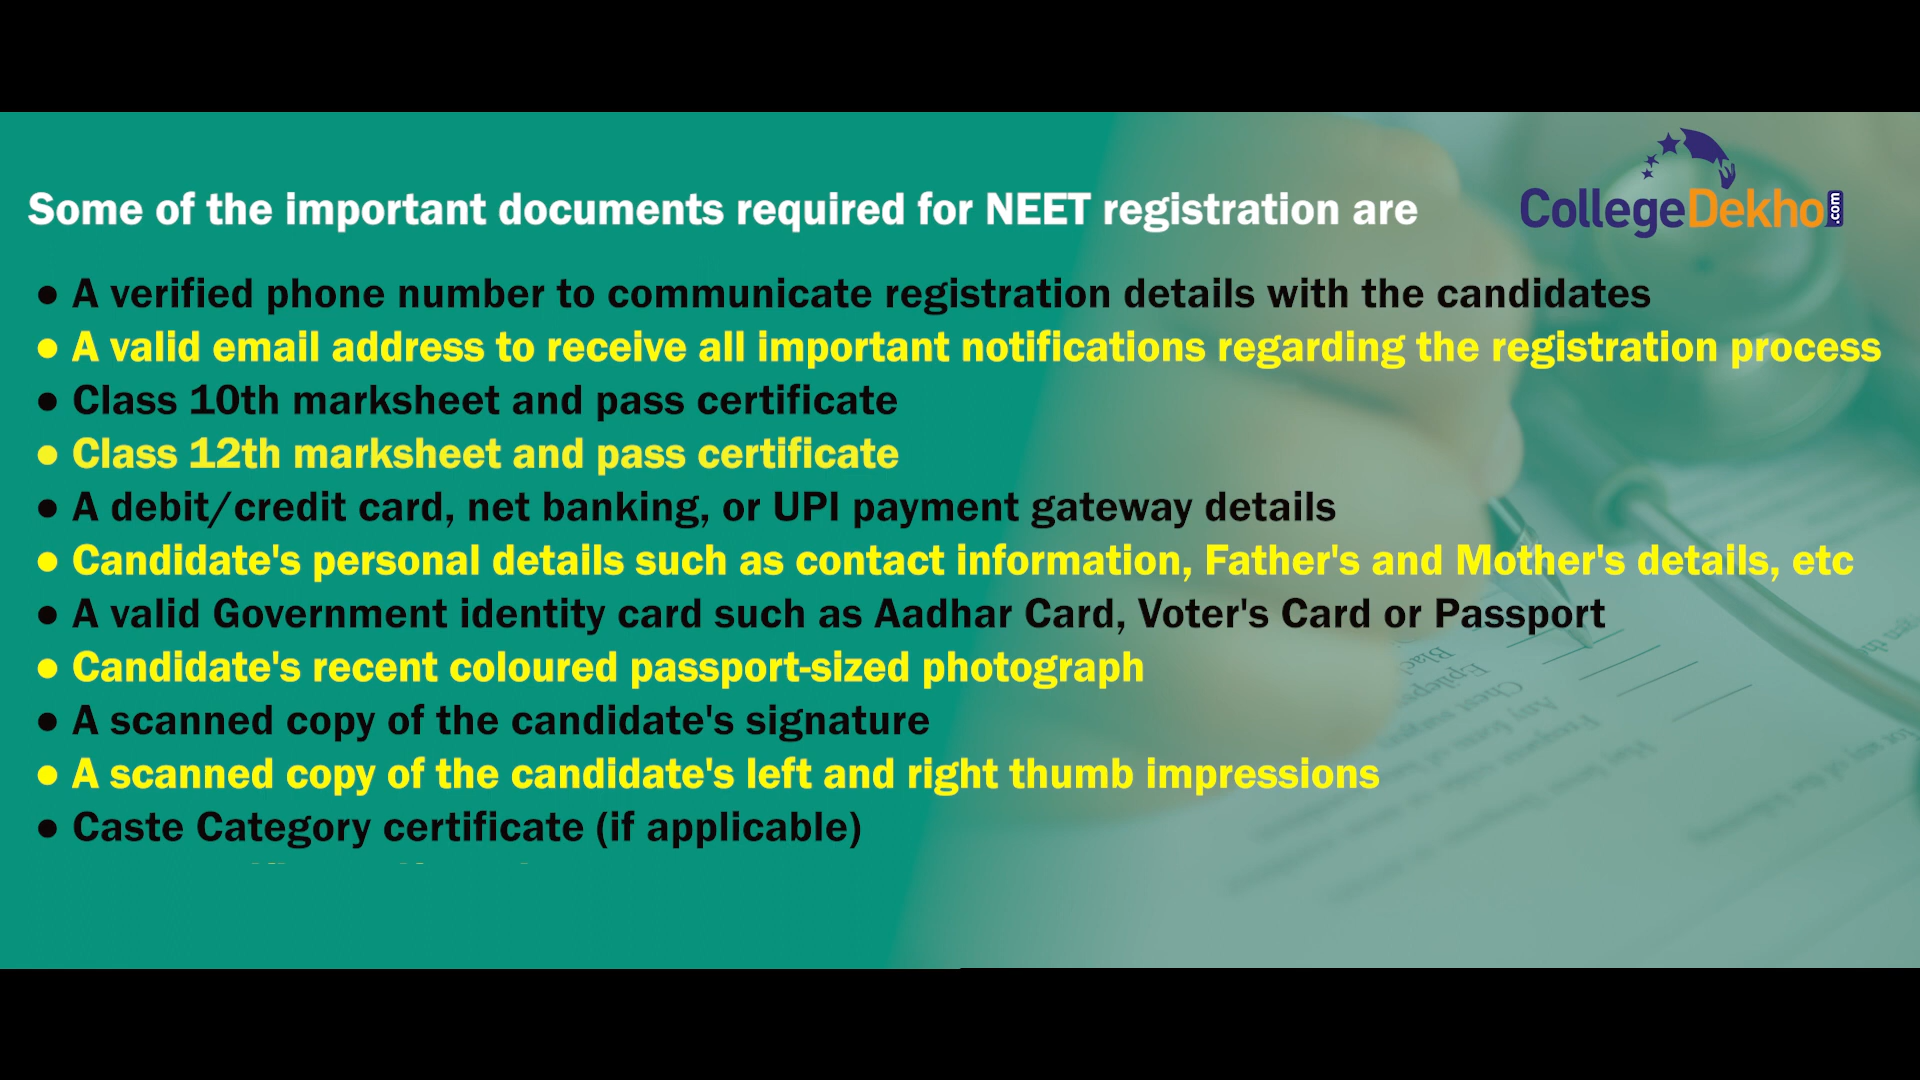 CollegeDekho.com
Some of the important documents required for NEET registration are
● A verified phone number to communicate registration details with the candidates
● A valid email address to receive all important notifications regarding the registration process
● Class 10th marksheet and pass certificate
● Class 12th marksheet and pass certificate
● A debit/credit card, net banking, or UPI payment gateway details
● Candidate's personal details such as contact information, Father's and Mother's details, etc
● A valid Government identity card such as Aadhar Card, Voter's Card or Passport
● Candidate's recent coloured passport-sized photograph
● A scanned copy of the candidate's signature
● A scanned copy of the candidate's left and right thumb impressions
● Caste Category certificate (if applicable)